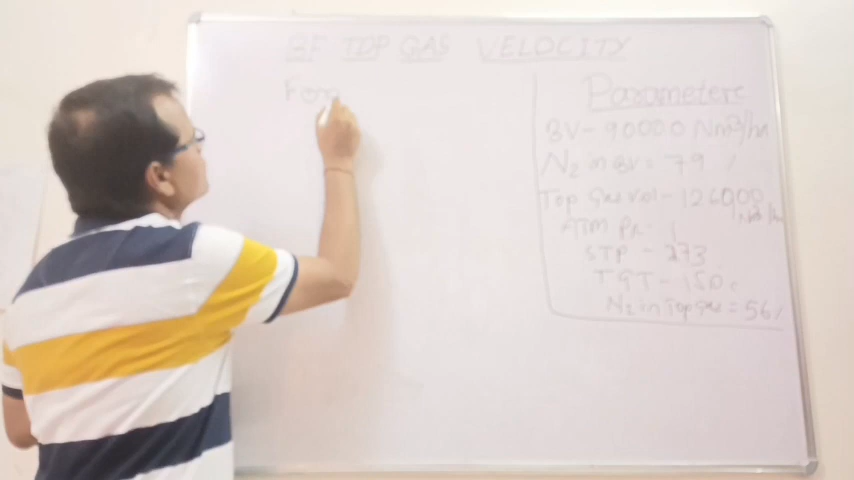 BF TOP GAS VELOCITY
For
Parameters
BV - 90000 Nm3/hr
N2 in BV = 79 /
Top Gas Vol - 126000
ATM Pr - 1
STP - 273
TGT - 150 c
N2 in Top gas = 56/